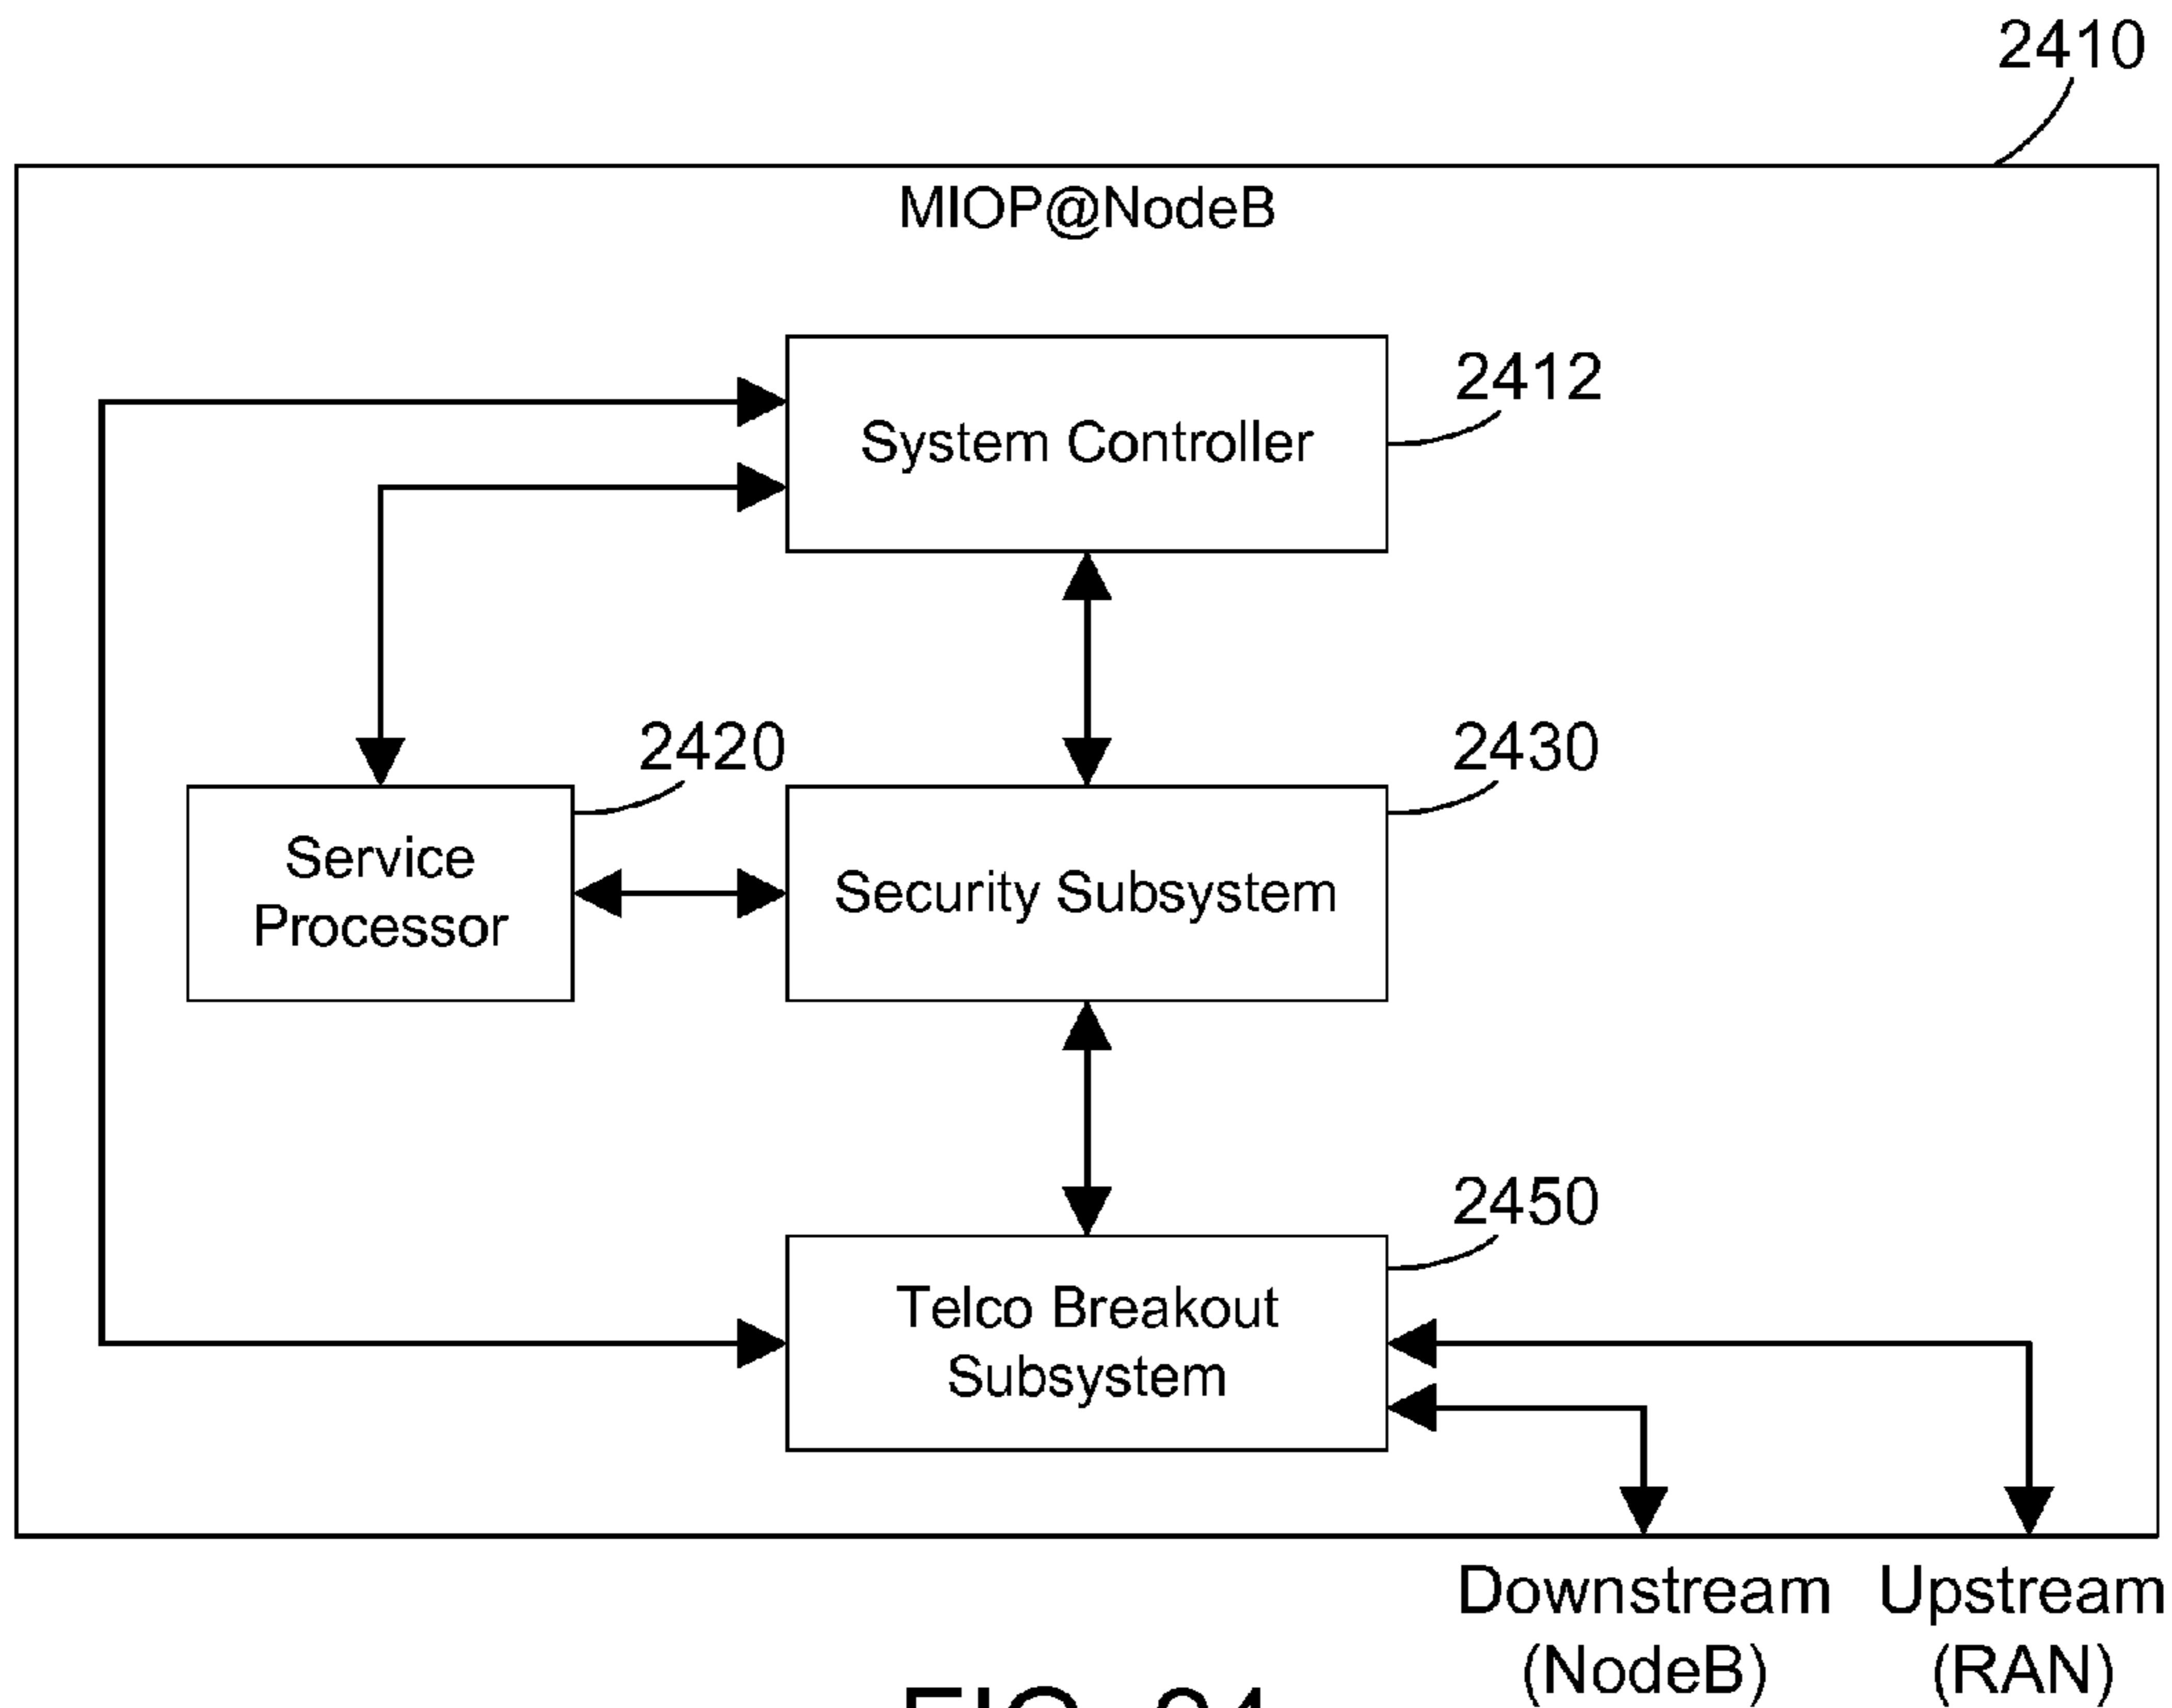 2410
MIOP@NodeB
System Controller
2412
2420
2430
Service
Processor
Security Subsystem
2450
Telco Breakout
Subsystem
Downstream
(NodeB)
Upstream
(RAN)